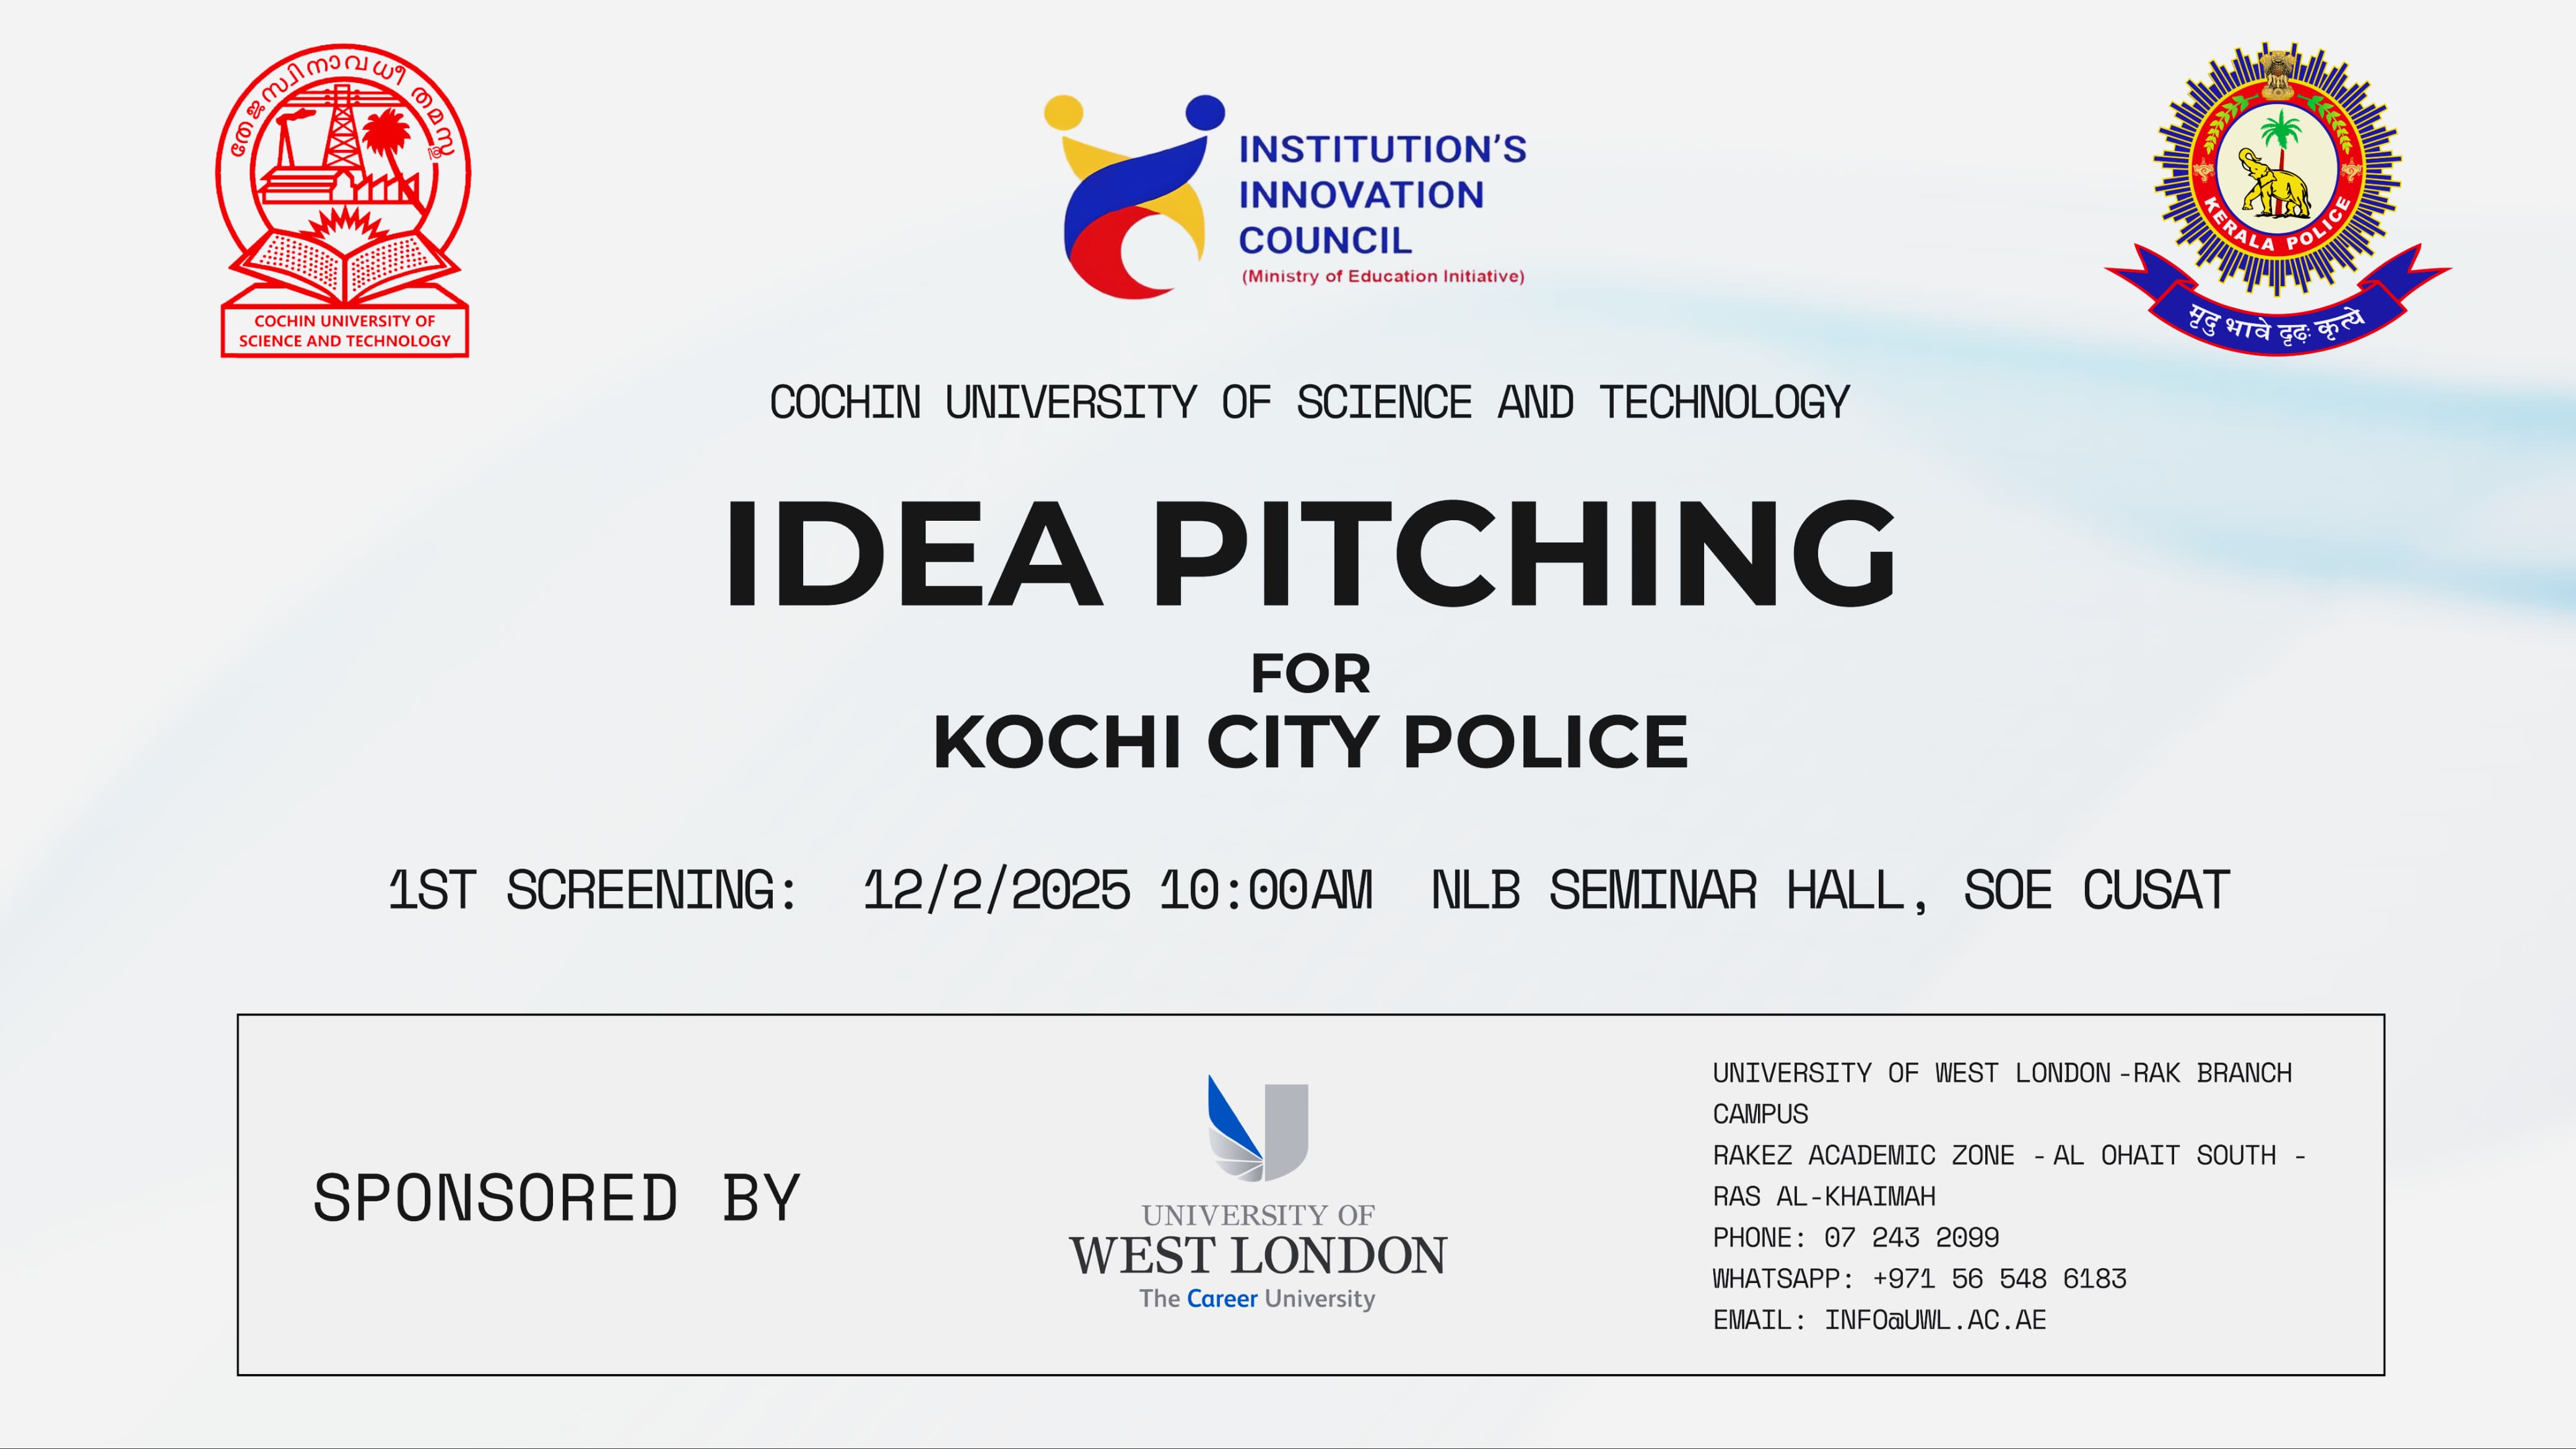 തേജസ്വിനാവധീതമസ്തു
COCHIN UNIVERSITY OF
SCIENCE AND TECHNOLOGY
INSTITUTION'S
INNOVATION
COUNCIL
(Ministry of Education Initiative)
KERALA POLICE
मृदु भावे दृढ़ः कृत्ये
COCHIN UNIVERSITY OF SCIENCE AND TECHNOLOGY
IDEA PITCHING
FOR
KOCHI CITY POLICE
1ST SCREENING: 12/2/2025 10:00AM NLB SEMINAR HALL, SOE CUSAT
SPONSORED BY
UNIVERSITY OF
WEST LONDON
The Career University
UNIVERSITY OF WEST LONDON -RAK BRANCH
CAMPUS
RAKEZ ACADEMIC ZONE - AL OHAIT SOUTH -
RAS AL-KHAIMAH
PHONE: 07 243 2099
WHATSAPP: +971 56 548 6183
EMAIL: INFO@UWL.AC.AE